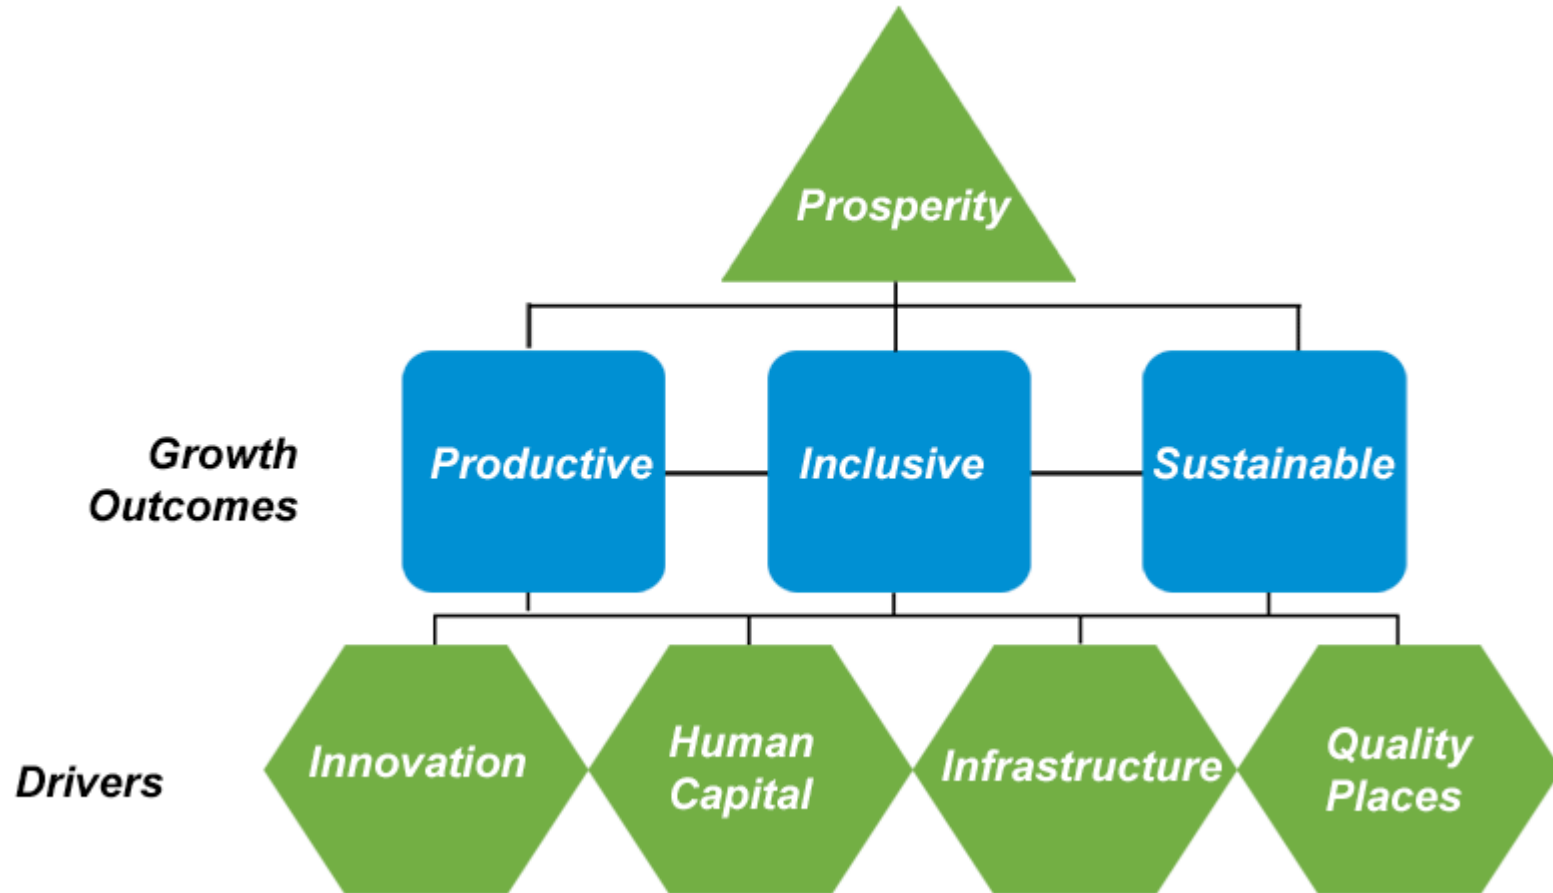 Prosperity
Growth
Outcomes
Productive
Inclusive
Sustainable
Drivers
Innovation
Human
Capital
Infrastructure
Quality
Places